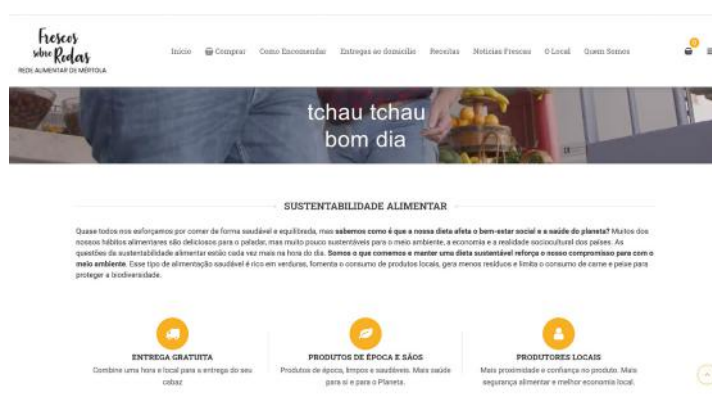 Frescos
sobre Rodas
REDE ALIMENTAR DE MÉRTOLA
Início Comprar Como Encomendar Entregas ao domicílio Receitas Notícias Frescas O Local Quem Somos
0
tchau tchau
bom dia
SUSTENTABILIDADE ALIMENTAR
Quase todos nos esforçamos por comer de forma saudável e equilibrada, mas sabemos como é que a nossa dieta afeta o bem-estar social e a saúde do planeta? Muitos dos
nossos hábitos alimentares são deliciosos para o paladar, mas muito pouco sustentáveis para o meio ambiente, a economia e a realidade sociocultural dos países. As
questões da sustentabilidade alimentar estão cada vez mais na hora do dia. Somos o que comemos e manter uma dieta sustentável reforça o nosso compromisso para com o
meio ambiente. Esse tipo de alimentação saudável é rico em verduras, fomenta o consumo de produtos locais, gera menos resíduos e limita o consumo de carne e peixe para
proteger a biodiversidade.
ENTREGA GRATUITA
Combine uma hora e local para a entrega do seu
cabaz
PRODUTOS DE ÉPOCA E SÃOS
Produtos de época, limpos e saudáveis. Mais saúde
para si e para o Planeta.
PRODUTORES LOCAIS
Mais proximidade e confiança no produto. Mais
segurança alimentar e melhor economia local.